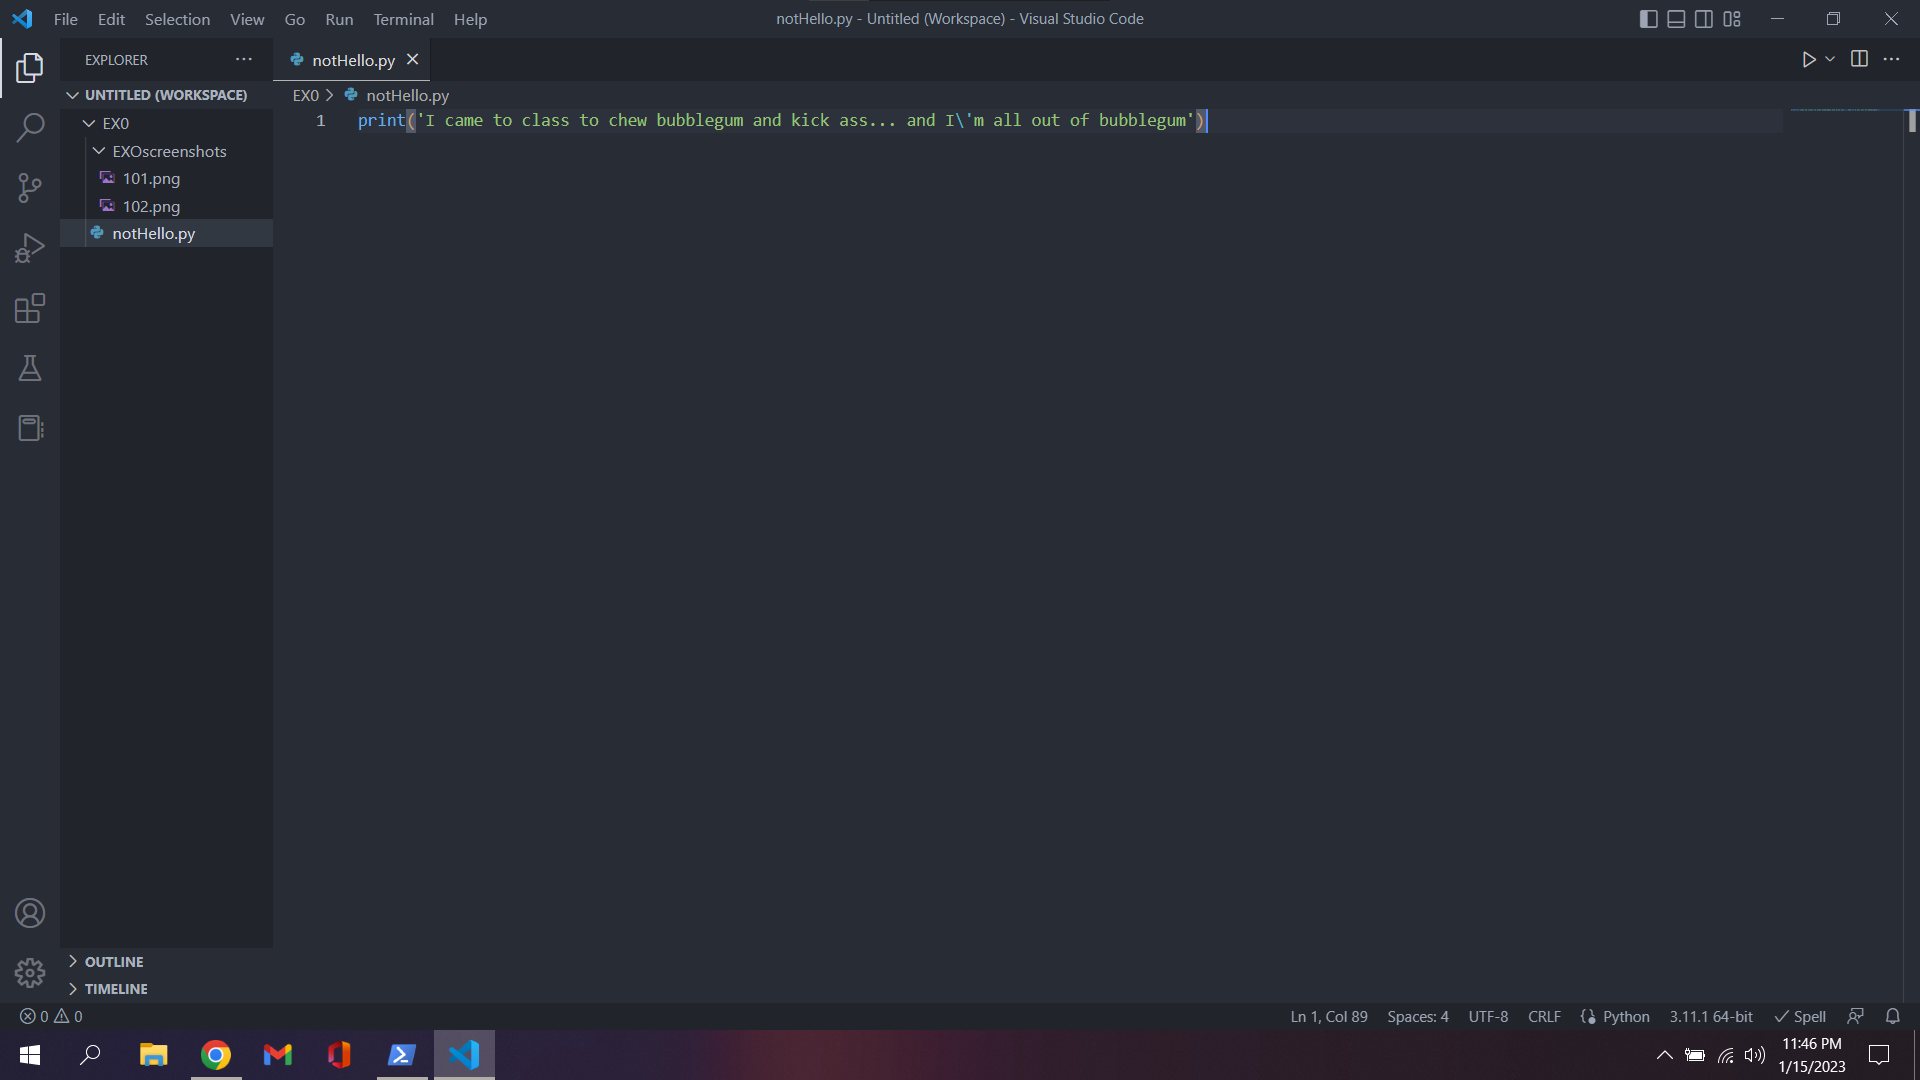 File Edit Selection View Go Run Terminal Help
notHello.py - Untitled (Workspace) - Visual Studio Code
EXPLORER
notHello.py
UNTITLED (WORKSPACE)
EX0 > notHello.py
EX0
1 print('I came to class to chew bubblegum and kick ass... and I\'m all out of bubblegum')
EXOscreenshots
101.png
102.png
notHello.py
OUTLINE
TIMELINE
0 0
Ln 1, Col 89 Spaces: 4 UTF-8 CRLF Python 3.11.1 64-bit Spell
11:46 PM
1/15/2023